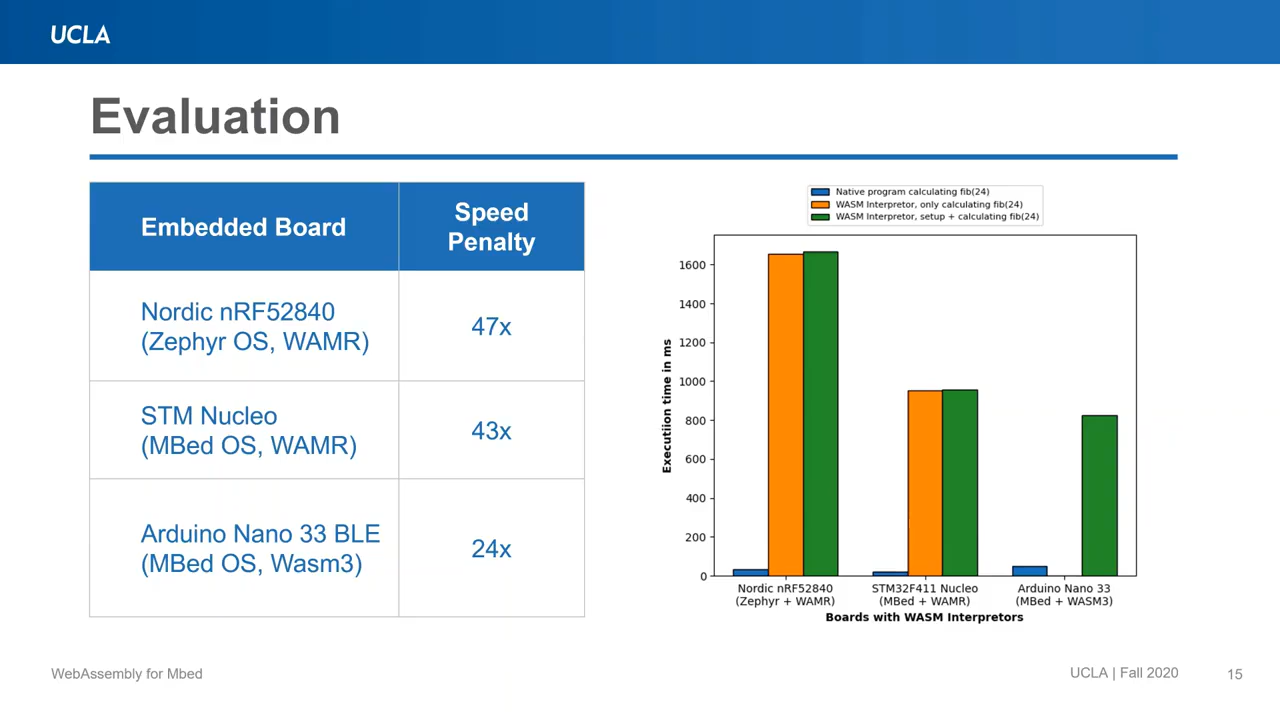 UCLA
Evaluation
Embedded Board
Speed
Penalty
Nordic nRF52840
(Zephyr OS, WAMR)
47x
STM Nucleo
(MBed OS, WAMR)
43x
Arduino Nano 33 BLE
(MBed OS, Wasm3)
24x
Native program calculating fib(24)
WASM Interpretor, only calculating fib(24)
WASM Interpretor, setup + calculating fib(24)
Executiion time in ms
1600
1400
1200
1000
800
600
400
200
0
Nordic nRF52840
(Zephyr + WAMR)
STM32F411 Nucleo
(MBed + WAMR)
Arduino Nano 33
(MBed + WASM3)
Boards with WASM Interpretors
WebAssembly for Mbed
UCLA | Fall 2020
15